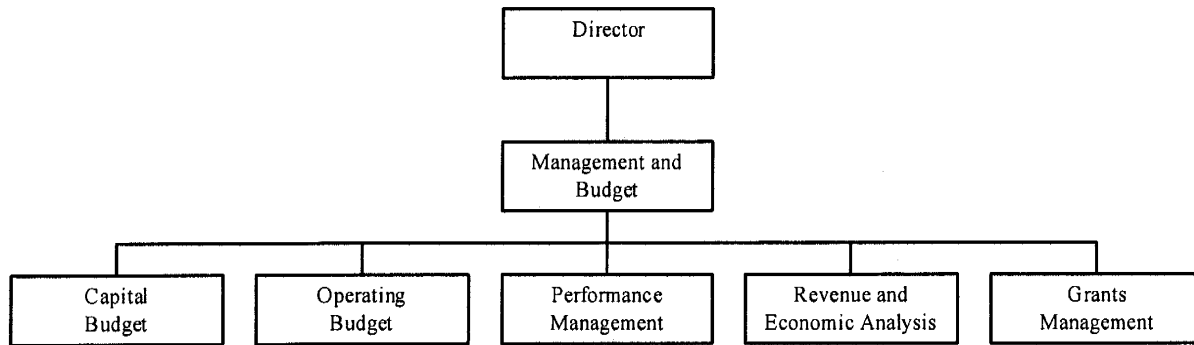 Director
Management and
Budget
Capital
Budget
Operating
Budget
Performance
Management
Revenue and
Economic Analysis
Grants
Management